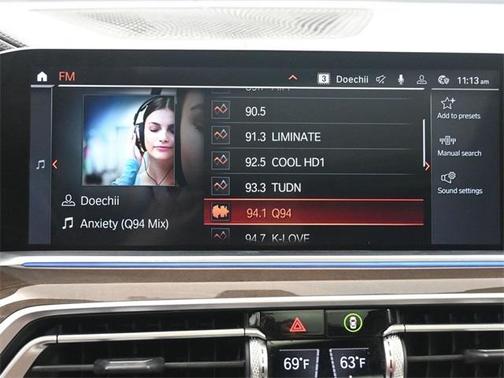 FM
3 Doechii 11:13 am
90.5
91.3 LIMINATE
92.5 COOL HD1
93.3 TUDN
94.1 Q94
94.7 K-LOVE
Doechii
Anxiety (Q94 Mix)
Add to presets
Manual search
Sound settings
69°F
63°F